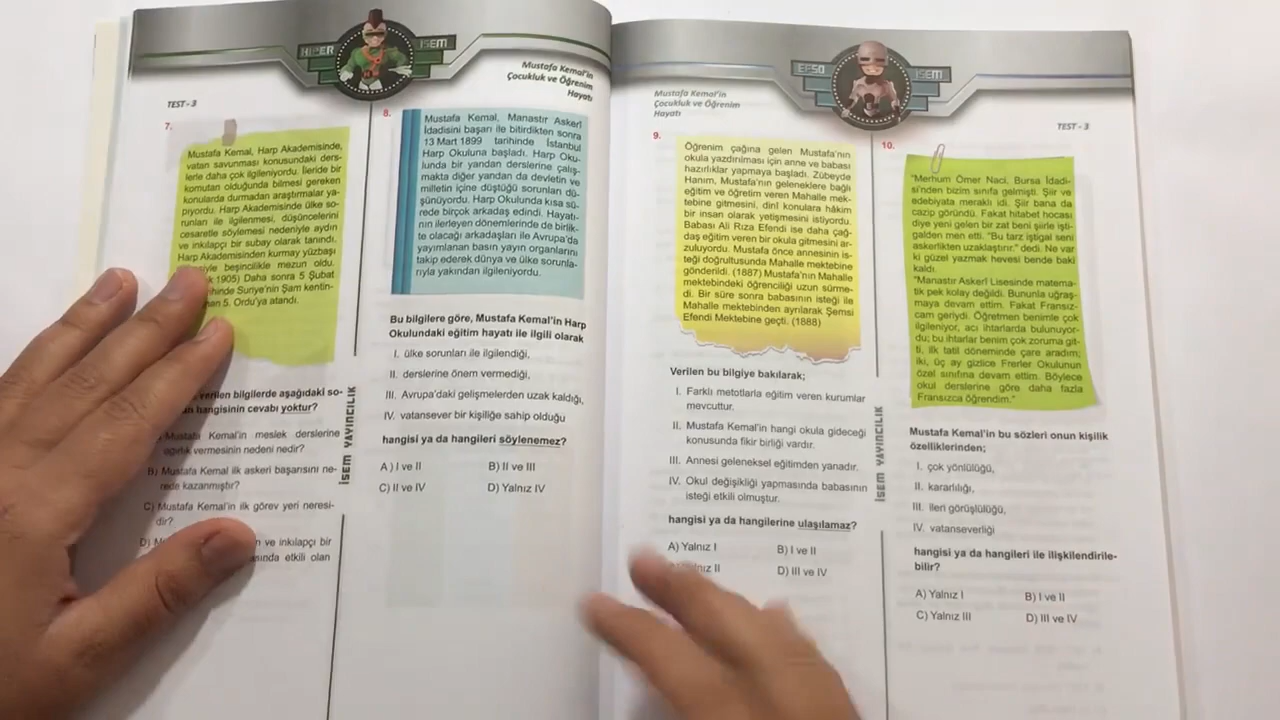 HİPER
İSEM
Mustafa Kemal'in
Çocukluk ve Öğrenim
Hayatı
TEST - 3
7.
Mustafa Kemal, Harp Akademisinde,
vatan savunması konusundaki ders-
lerle daha çok ilgileniyordu. İleride bir
komutan olduğunda bilmesi gereken
konularda durmadan araştırmalar ya-
pıyordu. Harp Akademisinde ülke so-
runları ile ilgilenmesi, düşüncelerini
cesaretle söylemesi nedeniyle aydın
ve inkılapçı bir subay olarak tanındı.
Harp Akademisinden kurmay yüzbaşı
siyle beşincilikle mezun oldu.
k 1905) Daha sonra 5 Şubat
hinde Suriye'nin Şam kentin-
an 5. Ordu'ya atandı.
verilen bilgilerde aşağıdaki so-
n hangisinin cevabı yoktur?
Mustafa Kemal'in meslek derslerine
ağırlık vermesinin nedeni nedir?
B) Mustafa Kemal ilk askerî başarısını ne-
rede kazanmıştır?
C) Mustafa Kemal'in ilk görev yeri neresi-
dir?
D) M
n ve inkılapçı bir
asında etkili olan
İSEM YAYINCILIK
8.
Mustafa Kemal, Manastır Askerî
İdadisini başarı ile bitirdikten sonra
13 Mart 1899 tarihinde İstanbul
Harp Okuluna başladı. Harp Oku-
lunda bir yandan derslerine çalış-
makta diğer yandan da devletin ve
milletin içine düştüğü sorunları dü-
şünüyordu. Harp Okulunda kısa sü-
rede birçok arkadaş edindi. Hayatı-
nın ilerleyen dönemlerinde de birlik-
te olacağı arkadaşları ile Avrupa'da
yayımlanan basın yayın organlarını
takip ederek dünya ve ülke sorunla-
rıyla yakından ilgileniyordu.
Bu bilgilere göre, Mustafa Kemal'in Harp
Okulundaki eğitim hayatı ile ilgili olarak
I. ülke sorunları ile ilgilendiği,
II. derslerine önem vermediği,
III. Avrupa'daki gelişmelerden uzak kaldığı,
IV. vatansever bir kişiliğe sahip olduğu
hangisi ya da hangileri söylenemez?
A) I ve II
B) II ve III
C) II ve IV
D) Yalnız IV
EFSO
İSEM
Mustafa Kemal'in
Çocukluk ve Öğrenim
Hayatı
TEST - 3
9.
Öğrenim çağına gelen Mustafa'nın
okula yazdırılması için anne ve babası
hazırlıklar yapmaya başladı. Zübeyde
Hanım, Mustafa'nın geleneklere bağlı
eğitim ve öğretim veren Mahalle mek-
tebine gitmesini, dinî konulara hâkim
bir insan olarak yetişmesini istiyordu.
Babası Ali Rıza Efendi ise daha çağ-
daş eğitim veren bir okula gitmesini ar-
zuluyordu. Mustafa önce annesinin is-
teği doğrultusunda Mahalle mektebine
gönderildi. (1887) Mustafa'nın Mahalle
mektebindeki öğrenciliği uzun sürme-
di. Bir süre sonra babasının isteği ile
Mahalle mektebinden ayrılarak Şemsi
Efendi Mektebine geçti. (1888)
Verilen bu bilgiye bakılarak;
I. Farklı metotlarla eğitim veren kurumlar
mevcuttur.
II. Mustafa Kemal'in hangi okula gideceği
konusunda fikir birliği vardır.
III. Annesi geleneksel eğitimden yanadır.
IV. Okul değişikliği yapmasında babasının
isteği etkili olmuştur.
hangisi ya da hangilerine ulaşılamaz?
A) Yalnız I
B) I ve II
lnız II
D) III ve IV
İSEM YAYINCILIK
10.
"Merhum Ömer Naci, Bursa İdadi-
si'nden bizim sınıfa gelmişti. Şiir ve
edebiyata meraklı idi. Şiir bana da
cazip göründü. Fakat hitabet hocası
diye yeni gelen bir zat beni şiirle işti-
galden men etti. "Bu tarz iştigal seni
askerlikten uzaklaştırır." dedi. Ne var
ki güzel yazmak hevesi bende baki
kaldı.
"Manastır Askerî Lisesinde matema-
tik pek kolay değildi. Bununla uğraş-
maya devam ettim. Fakat Fransız-
cam geriydi. Öğretmen benimle çok
ilgileniyor, acı ihtarlarda bulunuyor-
du; bu ihtarlar benim çok zoruma git-
ti. İlk tatil döneminde çare aradım;
iki, üç ay gizlice Frerler Okulunun
özel sınıfına devam ettim. Böylece
okul derslerine göre daha fazla
Fransızca öğrendim."
Mustafa Kemal'in bu sözleri onun kişilik
özelliklerinden;
I. çok yönlülüğü,
II. kararlılığı,
III. ileri görüşlülüğü,
IV. vatanseverliği
hangisi ya da hangileri ile ilişkilendirile-
bilir?
A) Yalnız I
B) I ve II
C) Yalnız III
D) III ve IV